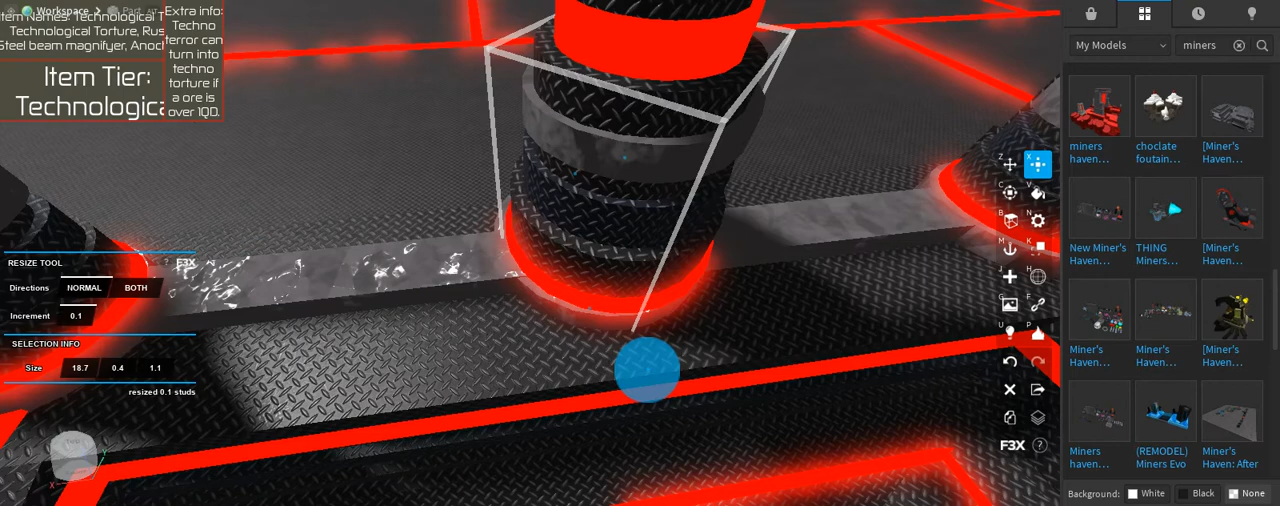 Workspace > Part
Item Names: Technological T
Technological Torture, Rus
Steel beam magnifyer, Anoc
Item Tier:
Technologica
Extra info:
Techno
terror can
turn into
techno
torture if
a ore is
over 1QD.
RESIZE TOOL
F3X
Directions NORMAL BOTH
Increment 0.1
SELECTION INFO
Size 18.7 0.4 1.1
resized 0.1 studs
Z X
C V
B N
M K
J H
G F
U P
F3X ?
My Models miners
miners haven...
choclate foutain...
[Miner's Haven...
New Miner's Haven...
THING Miners...
[Miner's Haven...
Miner's Haven...
Miner's Haven...
[Miner's Haven...
Miners haven...
(REMODEL) Miners Evo
Miner's Haven: After
Background: White Black None